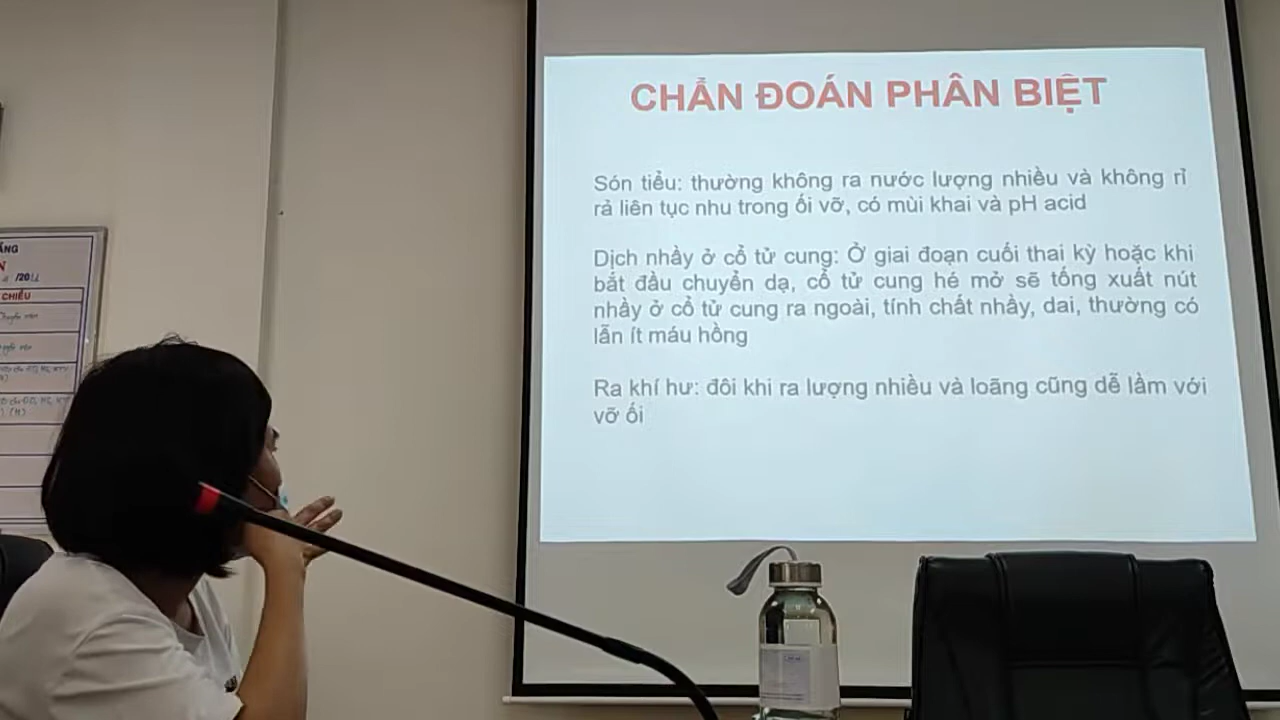 CHẨN ĐOÁN PHÂN BIỆT
Són tiểu: thường không ra nước lượng nhiều và không rỉ
rả liên tục nhu trong ối vỡ, có mùi khai và pH acid
Dịch nhầy ở cổ tử cung: Ở giai đoạn cuối thai kỳ hoặc khi
bắt đầu chuyển dạ, cổ tử cung hé mở sẽ tống xuất nút
nhầy ở cổ tử cung ra ngoài, tính chất nhầy, dai, thường có
lẫn ít máu hồng
Ra khí hư: đôi khi ra lượng nhiều và loãng cũng dễ lầm với
vỡ ối
CHIỀU